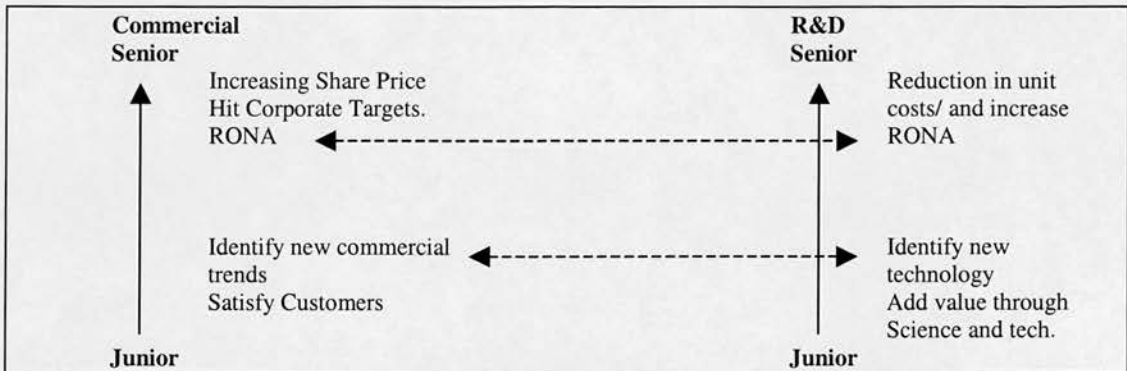 Commercial
Senior
R&D
Senior
Increasing Share Price
Hit Corporate Targets.
RONA
Reduction in unit
costs/ and increase
RONA
Identify new commercial
trends
Satisfy Customers
Identify new
technology
Add value through
Science and tech.
Junior
Junior